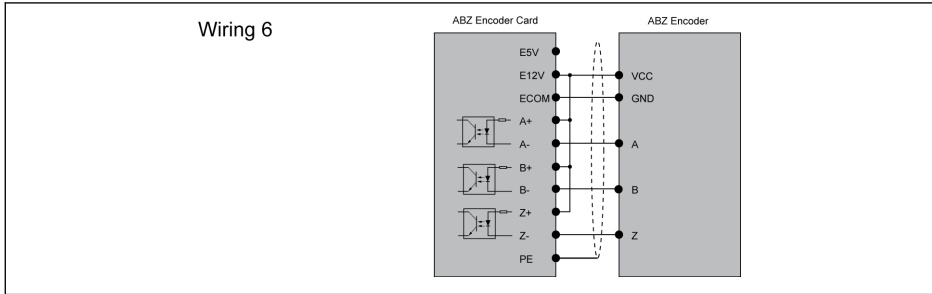 Wiring 6
ABZ Encoder Card
ABZ Encoder
E5V
E12V
VCC
ECOM
GND
A+
A-
A
B+
B-
B
Z+
Z-
Z
PE